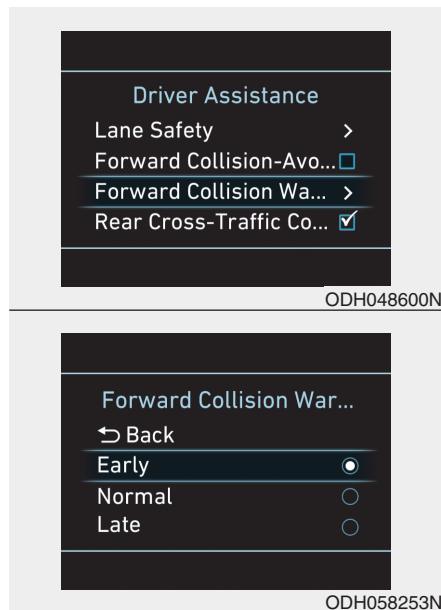 Driver Assistance
Lane Safety >
Forward Collision-Avo...
Forward Collision Wa... >
Rear Cross-Traffic Co...
ODH048600N
Forward Collision War...
Back
Early
Normal
Late
ODH058253N